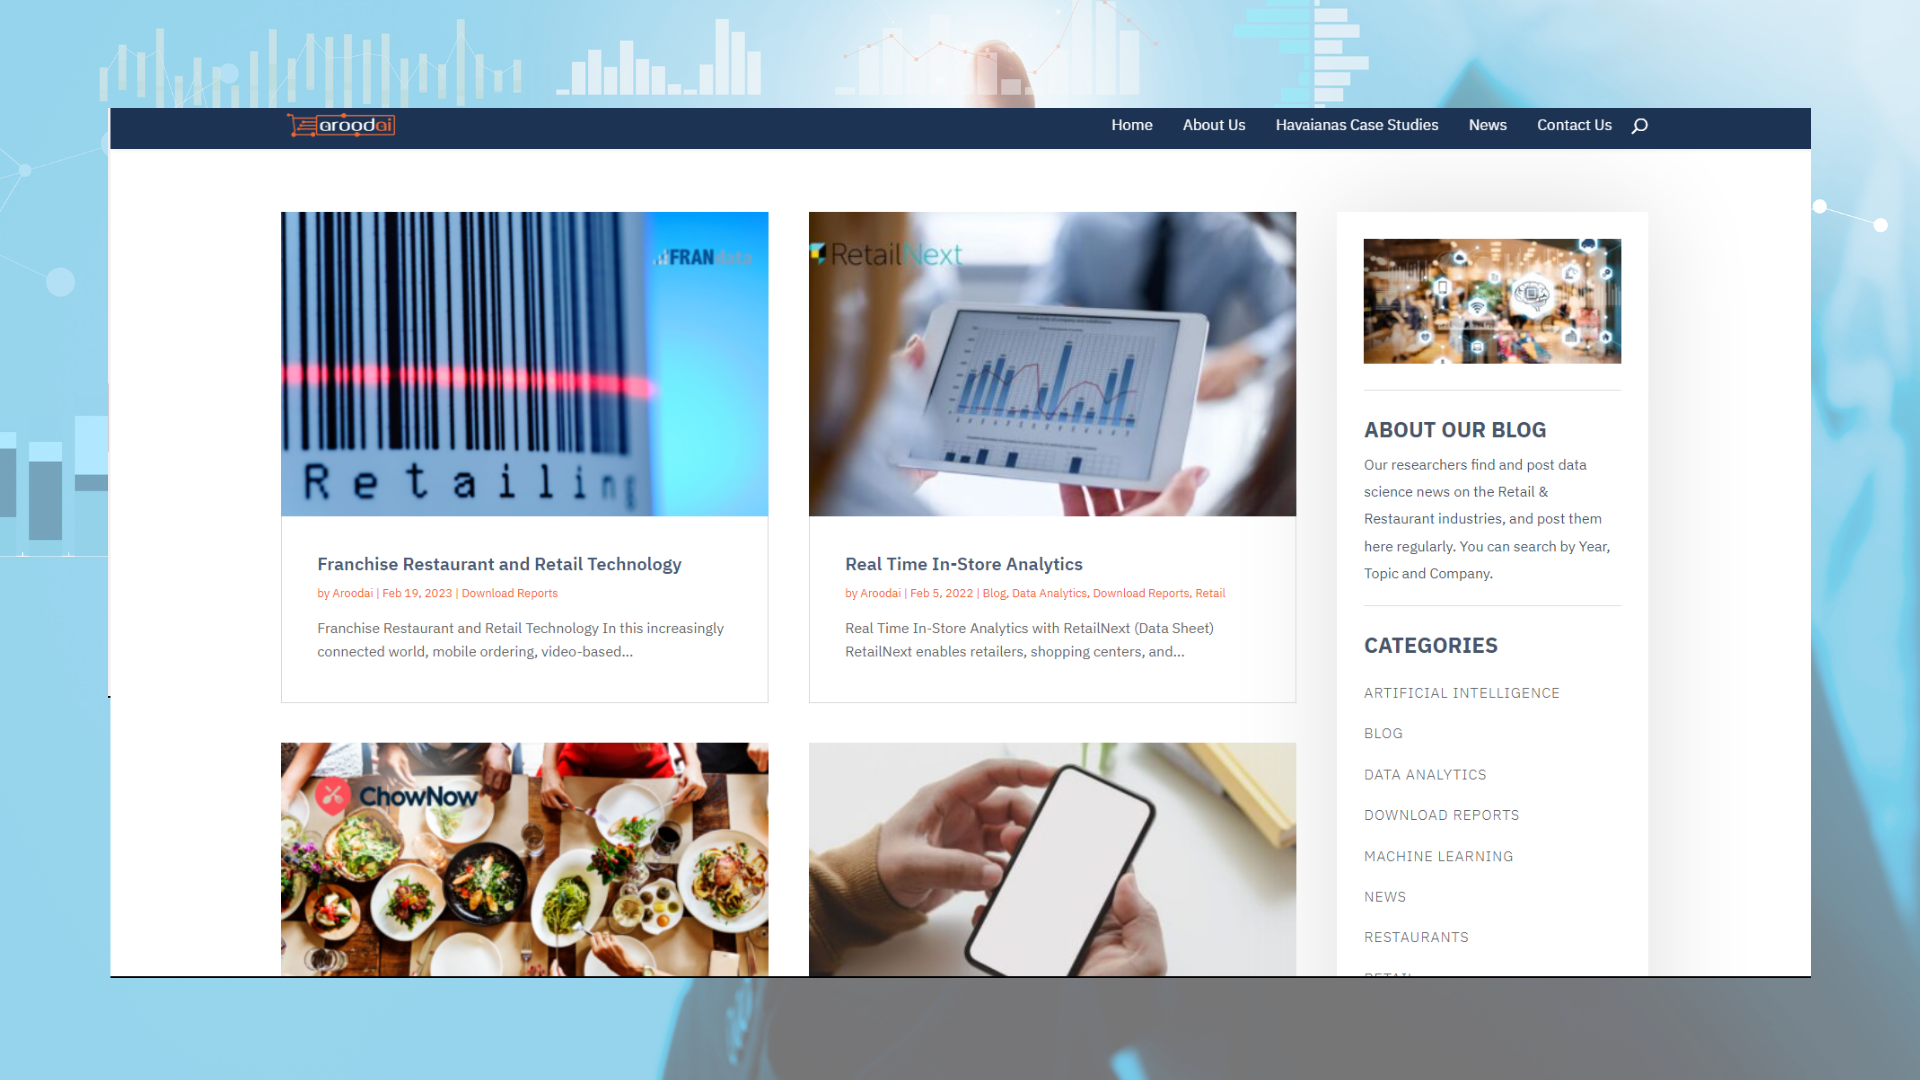 aroodai
Home About Us Havaianas Case Studies News Contact Us
FRANdata
Retailing
Franchise Restaurant and Retail Technology
by Aroodai | Feb 19, 2023 | Download Reports
Franchise Restaurant and Retail Technology In this increasingly
connected world, mobile ordering, video-based...
RetailNext
Real Time In-Store Analytics
by Aroodai | Feb 5, 2022 | Blog, Data Analytics, Download Reports, Retail
Real Time In-Store Analytics with RetailNext (Data Sheet)
RetailNext enables retailers, shopping centers, and...
ChowNow
ABOUT OUR BLOG
Our researchers find and post data
science news on the Retail &
Restaurant industries, and post them
here regularly. You can search by Year,
Topic and Company.
CATEGORIES
ARTIFICIAL INTELLIGENCE
BLOG
DATA ANALYTICS
DOWNLOAD REPORTS
MACHINE LEARNING
NEWS
RESTAURANTS